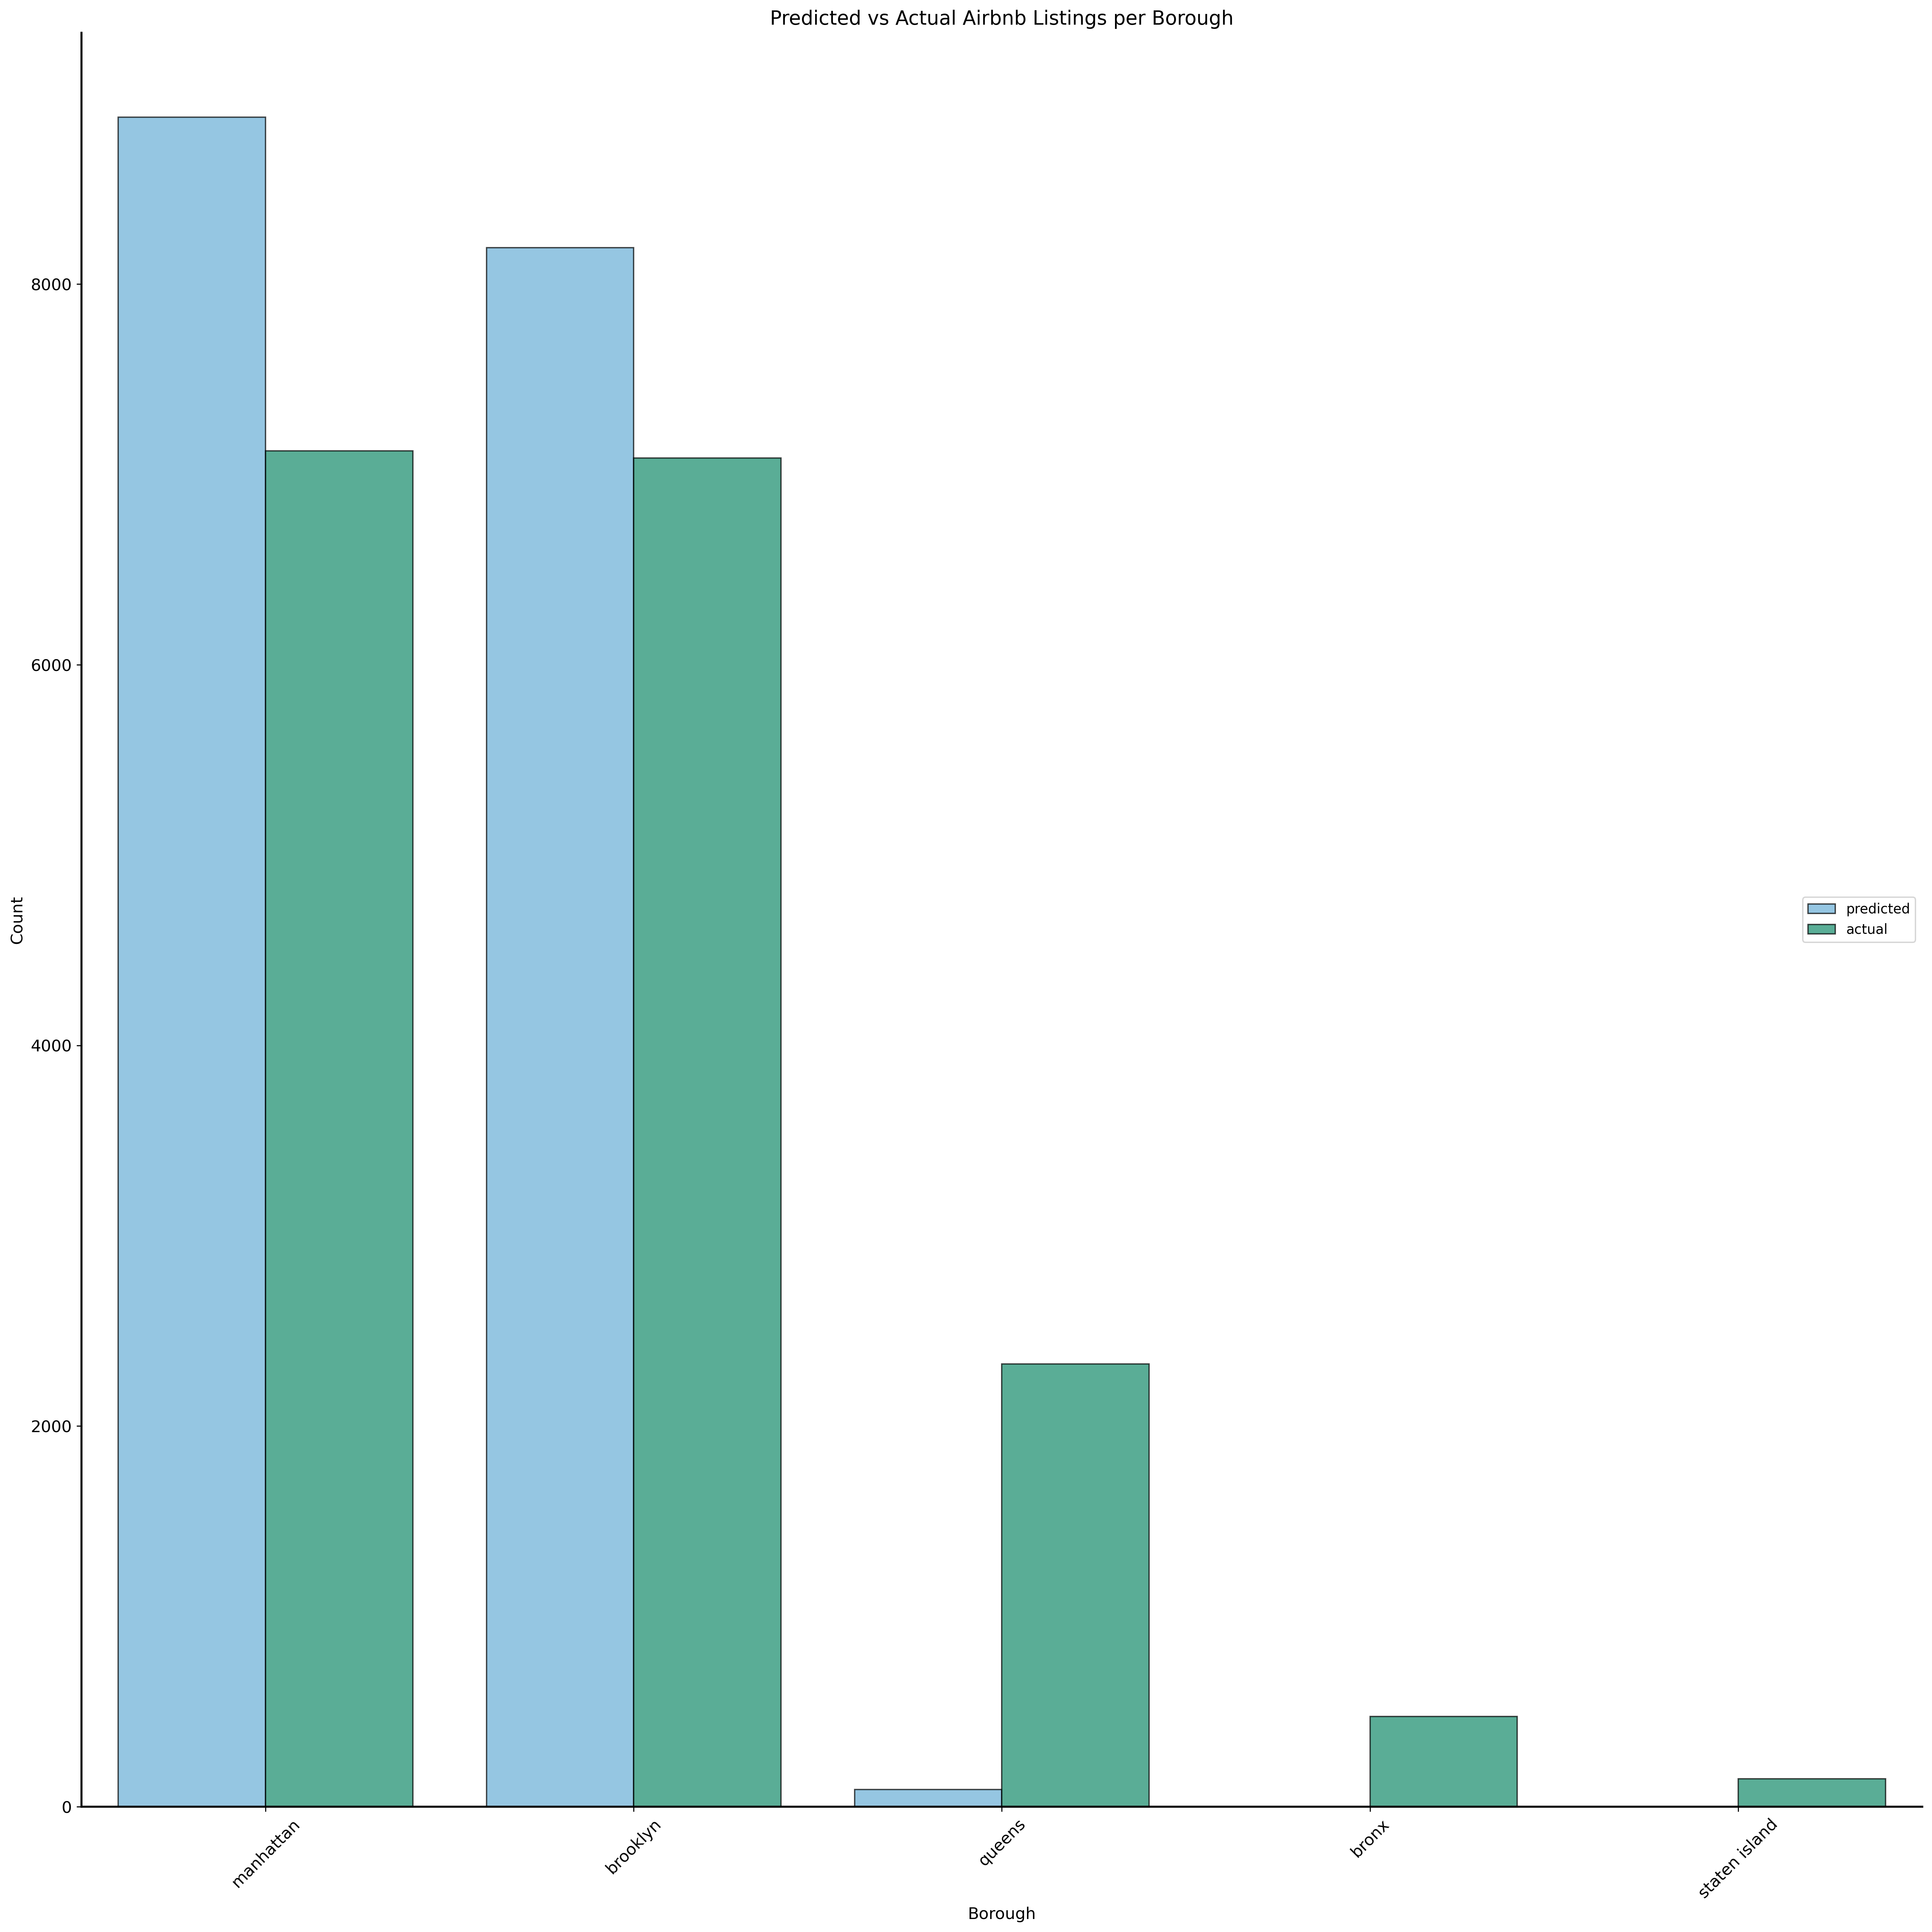 Predicted vs Actual Airbnb Listings per Borough
Count
8000
6000
4000
2000
0
predicted
actual
manhattan
brooklyn
queens
bronx
staten island
Borough